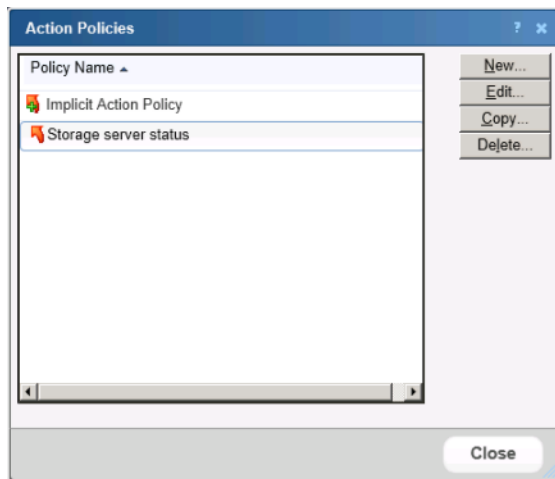 Action Policies ? ×
Policy Name
New...
Edit...
Implicit Action Policy
Copy...
Storage server status
Delete...
Close